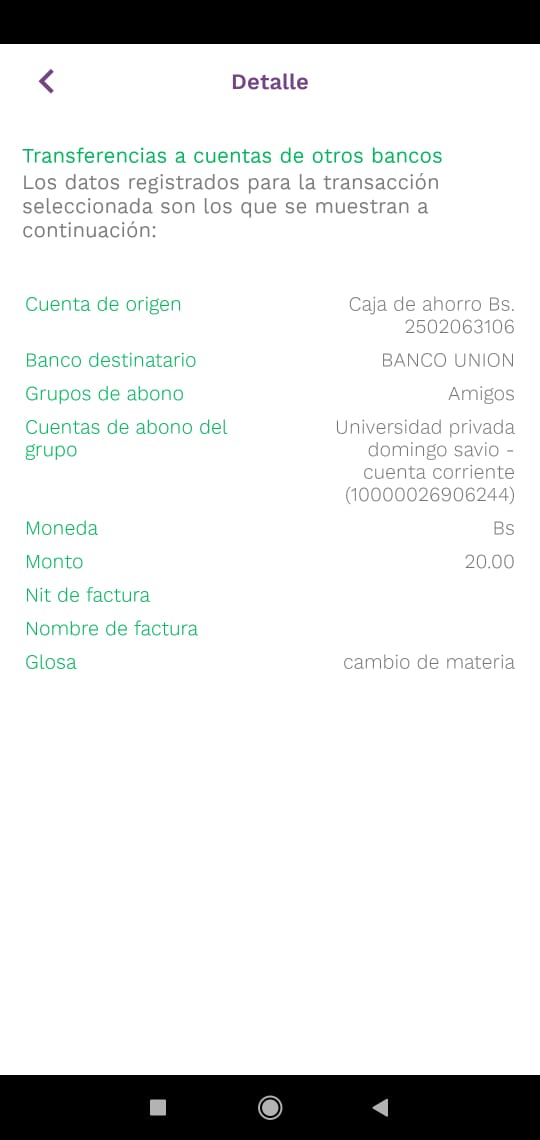 Detalle
Transferencias a cuentas de otros bancos
Los datos registrados para la transacción
seleccionada son los que se muestran a
continuación:
Cuenta de origen
Caja de ahorro Bs.
2502063106
Banco destinatario
BANCO UNION
Grupos de abono
Amigos
Cuentas de abono del
grupo
Universidad privada
domingo savio -
cuenta corriente
(10000026906244)
Moneda
Bs
Monto
20.00
Nit de factura
Nombre de factura
Glosa
cambio de materia